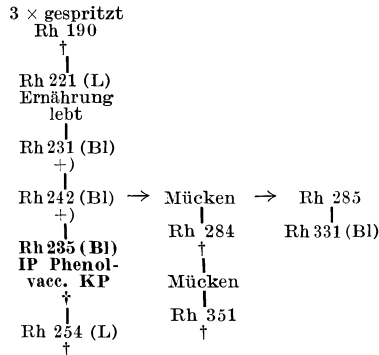 3 × gespritzt
Rh 190
†
Rh 221 (L)
Ernährung
lebt
Rh 231 (Bl)
+)
Rh 242 (Bl) → Mücken → Rh 285
+)
Rh 284
Rh 331 (Bl)
†
Rh 235 (Bl)
IP Phenol-
vacc. KP
†
Mücken
Rh 351
†
Rh 254 (L)
†